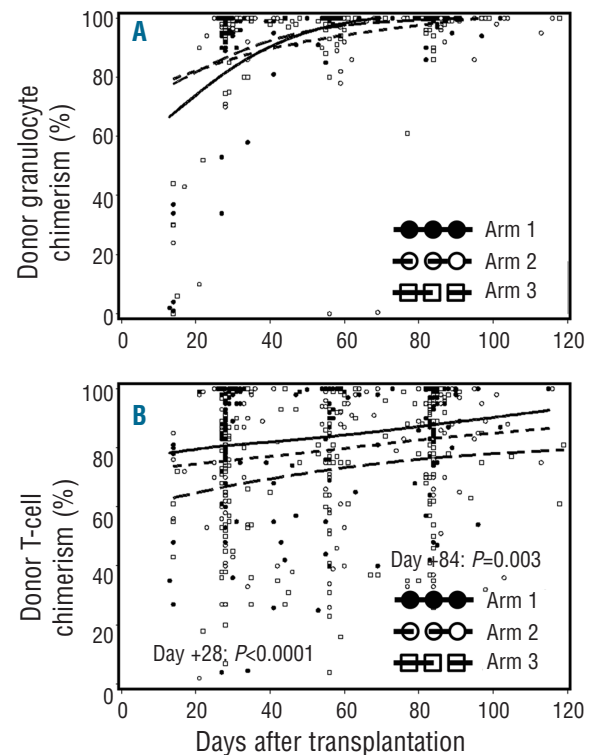 A
Donor granulocyte
chimerism (%)
100
80
60
40
20
0
Arm 1
Arm 2
Arm 3
0 20 40 60 80 100 120
B
Donor T-cell
chimerism (%)
100
80
60
40
20
0
Day +84: P=0.003
Arm 1
Arm 2
Arm 3
Day +28: P<0.0001
0 20 40 60 80 100 120
Days after transplantation